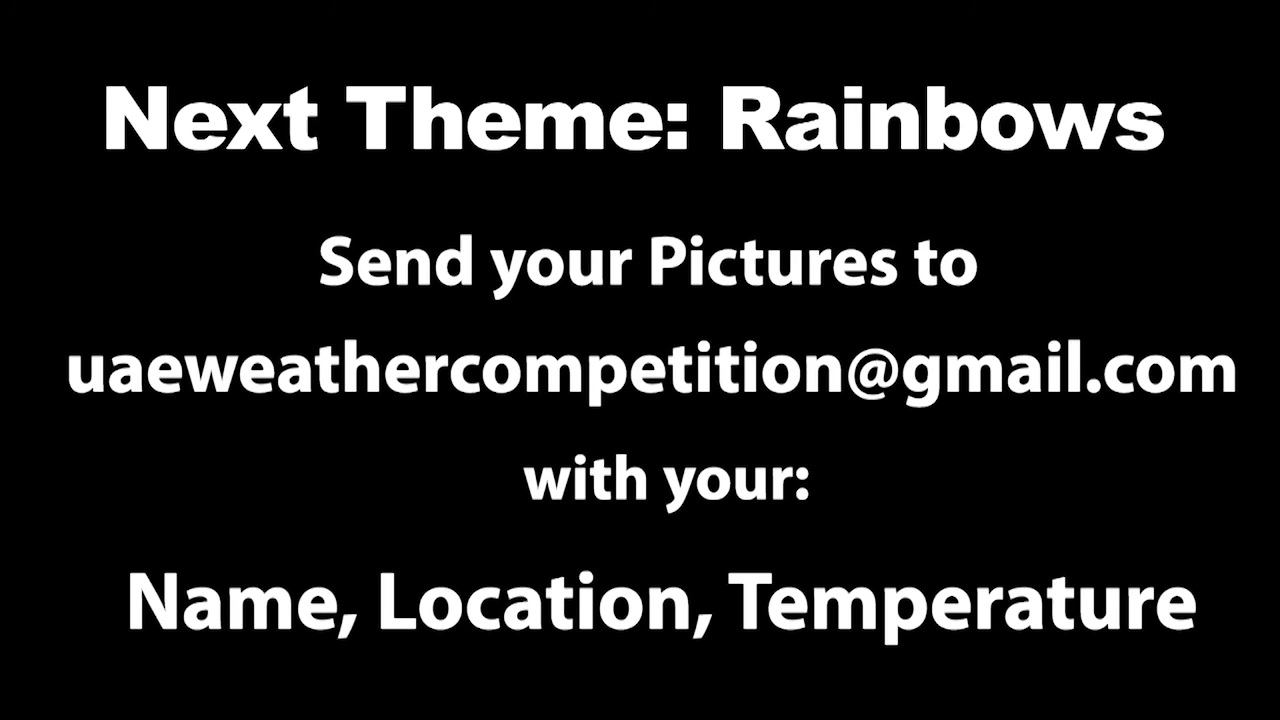 Next Theme: Rainbows
Send your Pictures to
uaeweathercompetition@gmail.com
with your:
Name, Location, Temperature